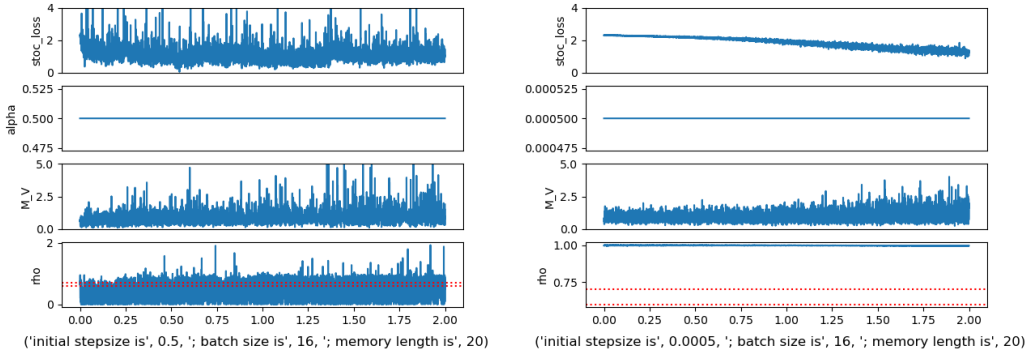 stoc_loss
4
2
0
alpha
0.525
0.500
0.475
M_V
5.0
2.5
0.0
rho
2
0
0.00 0.25 0.50 0.75 1.00 1.25 1.50 1.75 2.00
('initial stepsize is', 0.5, '; batch size is', 16, '; memory length is', 20)
stoc_loss
4
2
0
0.000525
0.000500
0.000475
M_V
5.0
2.5
0.0
rho
1.00
0.75
0.00 0.25 0.50 0.75 1.00 1.25 1.50 1.75 2.00
('initial stepsize is', 0.0005, '; batch size is', 16, '; memory length is', 20)